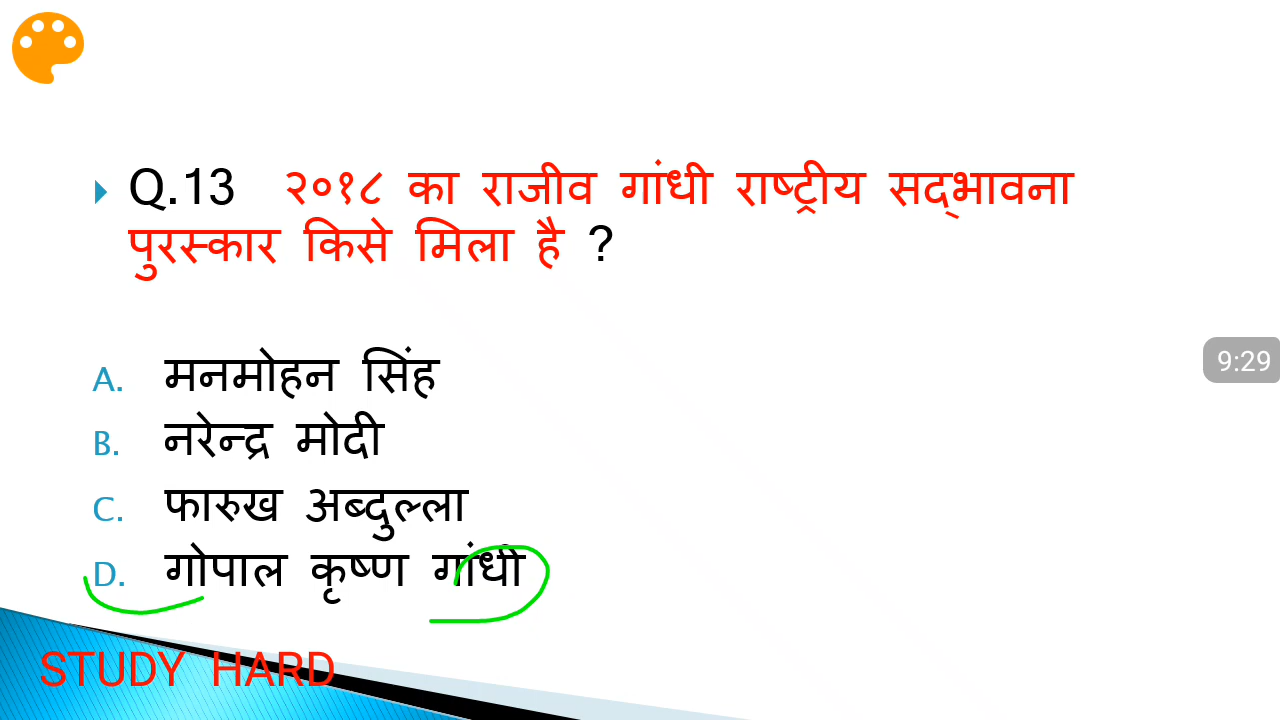 Q.13 २०१८ का राजीव गांधी राष्ट्रीय सद्भावना
पुरस्कार किसे मिला है ?
A. मनमोहन सिंह
B. नरेन्द्र मोदी
C. फारुख अब्दुल्ला
D. गोपाल कृष्ण गांधी
STUDY HARD
9:29